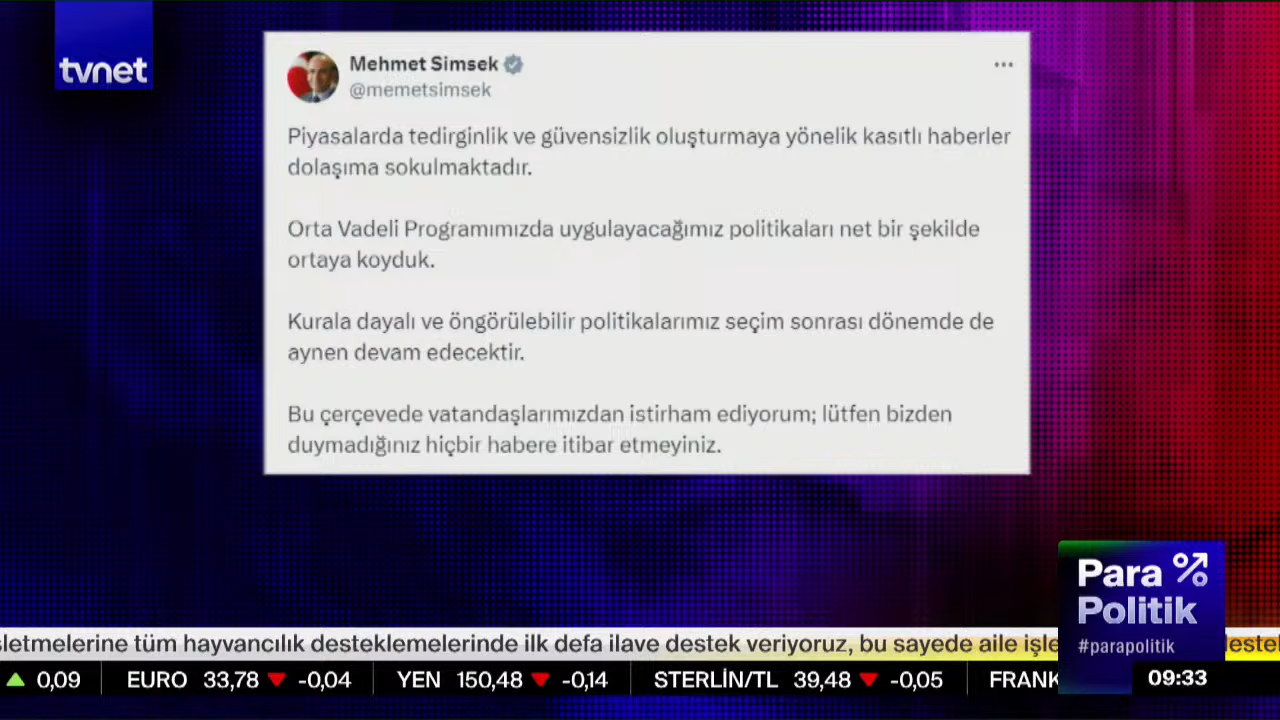 tvnet
Mehmet Simsek
@memetsimsek
Piyasalarda tedirginlik ve güvensizlik oluşturmaya yönelik kasıtlı haberler
dolaşıma sokulmaktadır.
Orta Vadeli Programımızda uygulayacağımız politikaları net bir şekilde
ortaya koyduk.
Kurala dayalı ve öngörülebilir politikalarımız seçim sonrası dönemde de
aynen devam edecektir.
Bu çerçevede vatandaşlarımızdan istirham ediyorum; lütfen bizden
duymadığınız hiçbir habere itibar etmeyiniz.
Para
Politik
#parapolitik
tüm hayvancılık desteklemelerinde ilk defa ilave destek veriyoruz, bu sayede aile
0,09 EURO 33,78 -0,04 YEN 150,48 -0,14 STERLİN/TL 39,48 -0,05 FRANK 09:33